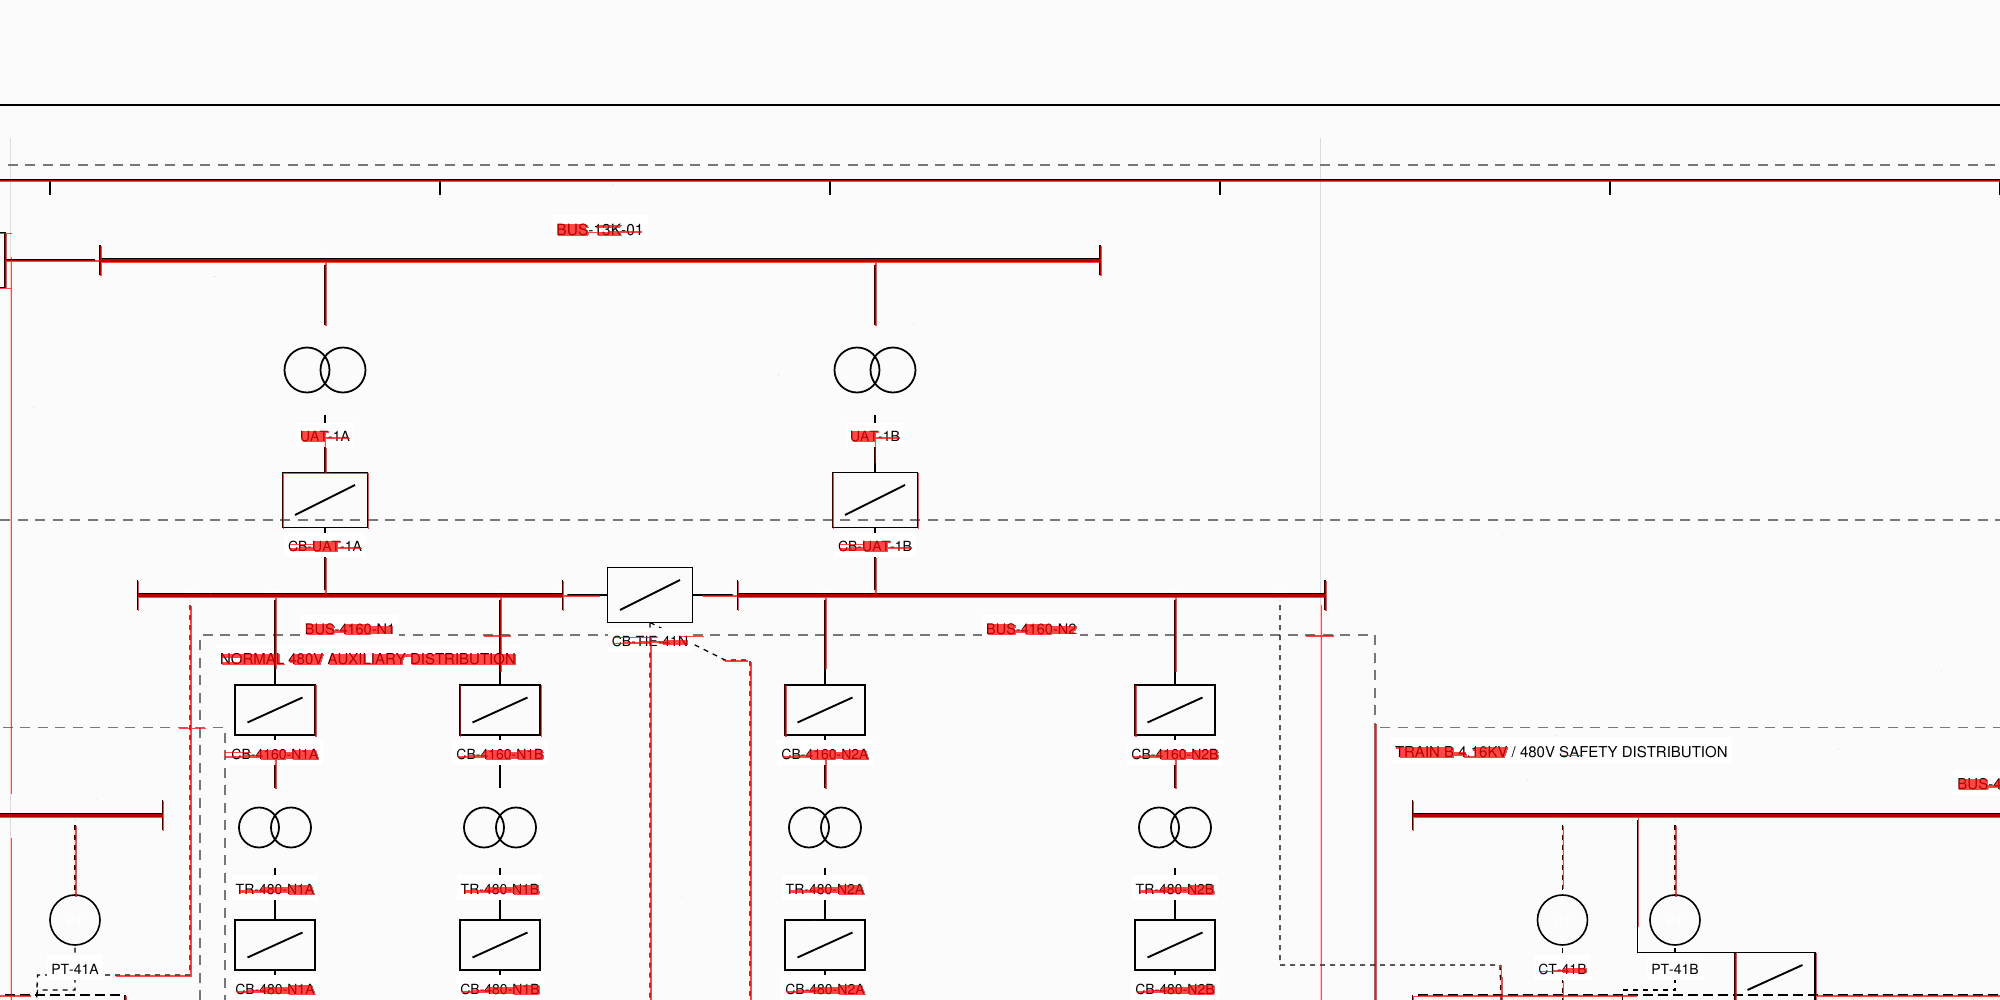 BUS-13K-01
UAT-1A
UAT-1B
CB-UAT-1A
CB-UAT-1B
BUS-4160-N1
CB-TIE-41N
BUS-4160-N2
NORMAL 480V AUXILIARY DISTRIBUTION
CB-4160-N1A
CB-4160-N1B
CB-4160-N2A
CB-4160-N2B
TRAIN B 4.16KV / 480V SAFETY DISTRIBUTION
BUS-4
TR-480-N1A
TR-480-N1B
TR-480-N2A
TR-480-N2B
PT-41A
CT-41B
PT-41B
CB-480-N1A
CB-480-N1B
CB-480-N2A
CB-480-N2B